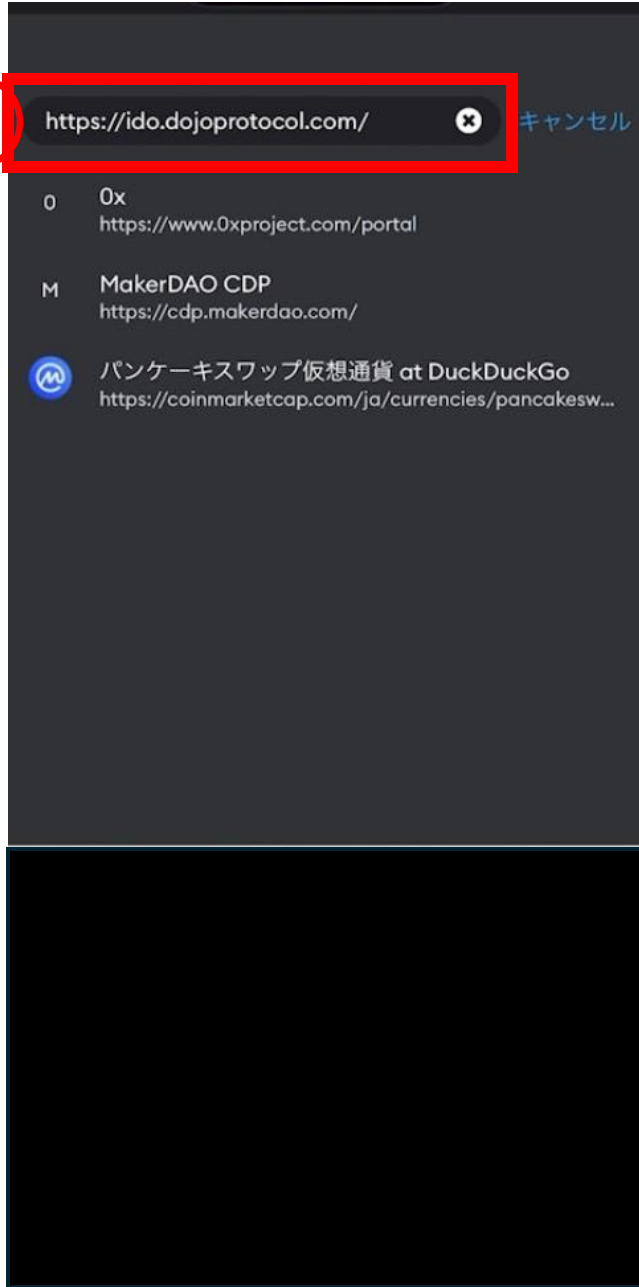 https://ido.dojoprotocol.com/ キャンセル
0 0x
https://www.0xproject.com/portal
M MakerDAO CDP
https://cdp.makerdao.com/
パンケーキスワップ仮想通貨 at DuckDuckGo
https://coinmarketcap.com/ja/currencies/pancakesw...